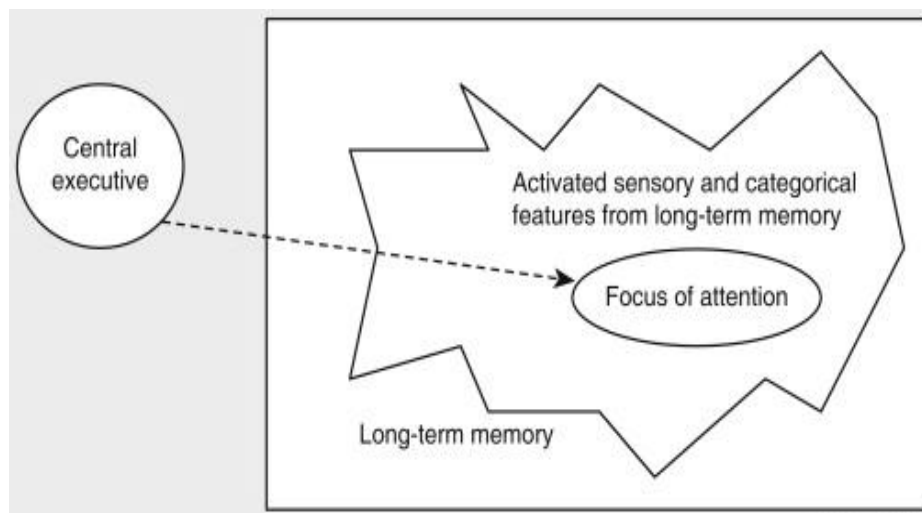 Central
executive
Activated sensory and categorical
features from long-term memory
Focus of attention
Long-term memory